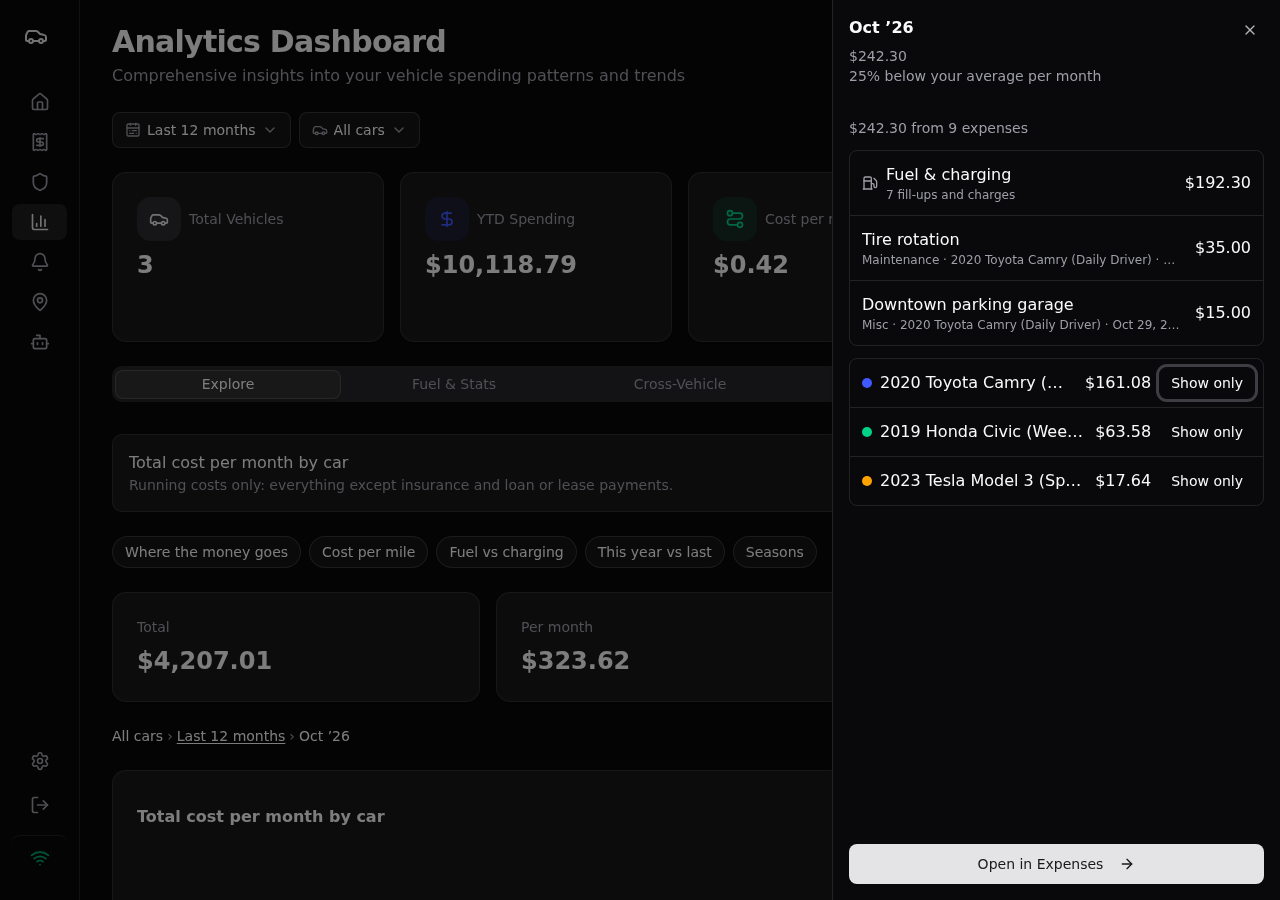 Analytics Dashboard
Comprehensive insights into your vehicle spending patterns and trends
Last 12 months
All cars
Total Vehicles
3
YTD Spending
$10,118.79
Cost per
$0.42
Explore
Fuel & Stats
Cross-Vehicle
Total cost per month by car
Running costs only: everything except insurance and loan or lease payments.
Where the money goes
Cost per mile
Fuel vs charging
This year vs last
Seasons
Total
$4,207.01
Per month
$323.62
All cars › Last 12 months › Oct ’26
Total cost per month by car
Oct ’26
$242.30
25% below your average per month
$242.30 from 9 expenses
Fuel & charging
7 fill-ups and charges
$192.30
Tire rotation
Maintenance · 2020 Toyota Camry (Daily Driver) · …
$35.00
Downtown parking garage
Misc · 2020 Toyota Camry (Daily Driver) · Oct 29, 2…
$15.00
2020 Toyota Camry (… $161.08 Show only
2019 Honda Civic (Wee… $63.58 Show only
2023 Tesla Model 3 (Sp… $17.64 Show only
Open in Expenses